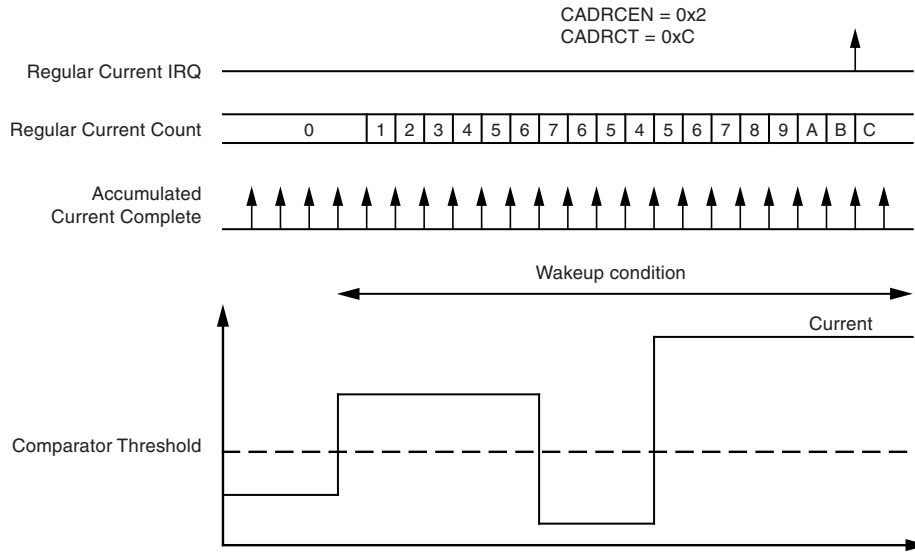 CADRCEN = 0x2
CADRCT = 0xC
Regular Current IRQ
Regular Current Count
0 1 2 3 4 5 6 7 6 5 4 5 6 7 8 9 A B C
Accumulated
Current Complete
Wakeup condition
Current
Comparator Threshold